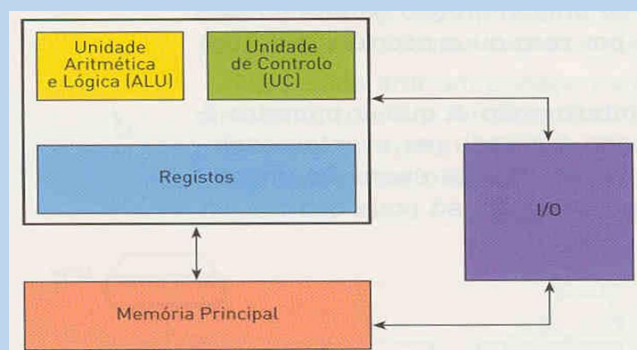 Unidade
Aritmética
e Lógica (ALU)
Unidade
de Controlo
(UC)
Registos
I/O
Memória Principal